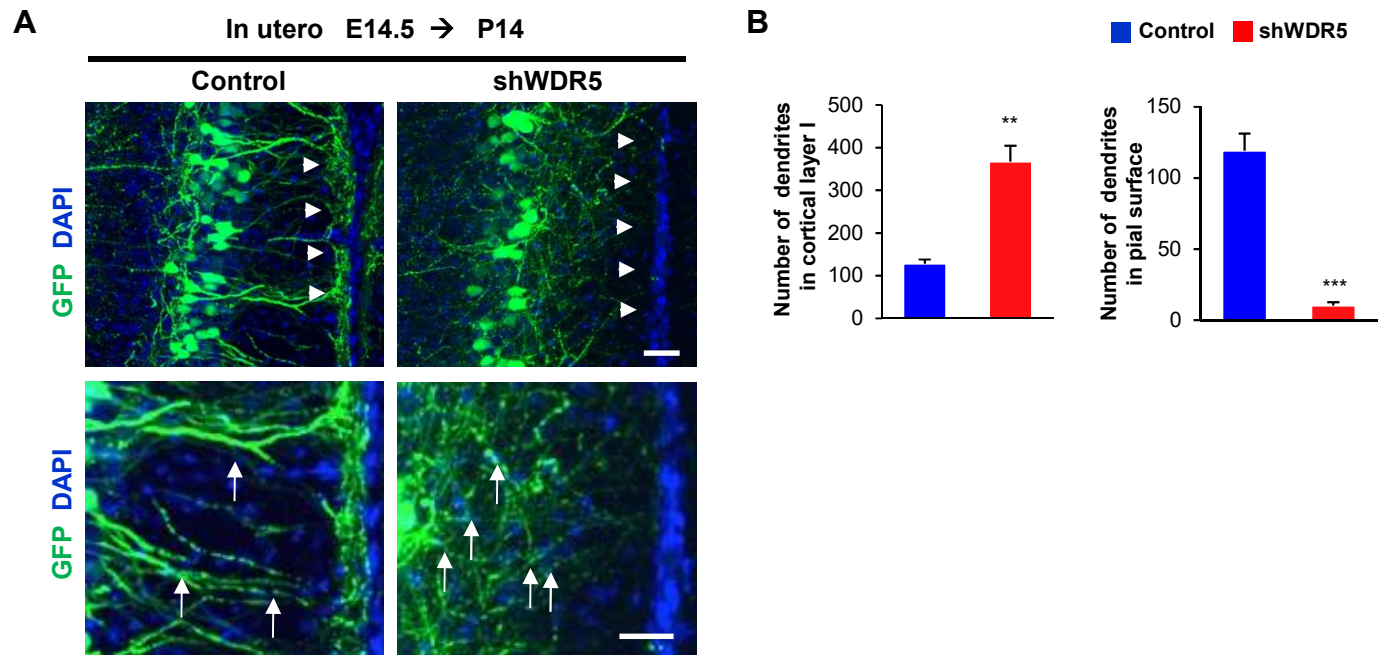 A
In utero E14.5 → P14
Control
shWDR5
GFP DAPI
GFP DAPI
B
Control
shWDR5
Number of dendrites
in cortical layer I
500
400
300
200
100
0
**
Number of dendrites
in pial surface
150
100
50
0
***